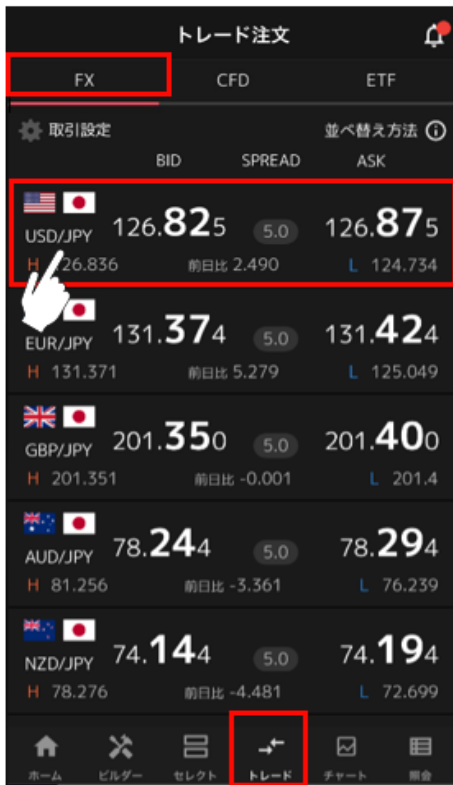 トレード注文
FX CFD ETF
取引設定 並べ替え方法
BID SPREAD ASK
USD/JPY 126.825 5.0 126.875
H 126.836 前日比 2.490 L 124.734
EUR/JPY 131.374 5.0 131.424
H 131.371 前日比 5.279 L 125.049
GBP/JPY 201.350 5.0 201.400
H 201.351 前日比 -0.001 L 201.4
AUD/JPY 78.244 5.0 78.294
H 81.256 前日比 -3.361 L 76.239
NZD/JPY 74.144 5.0 74.194
H 78.276 前日比 -4.481 L 72.699
ホーム ビルダー セレクト トレード チャート 照会